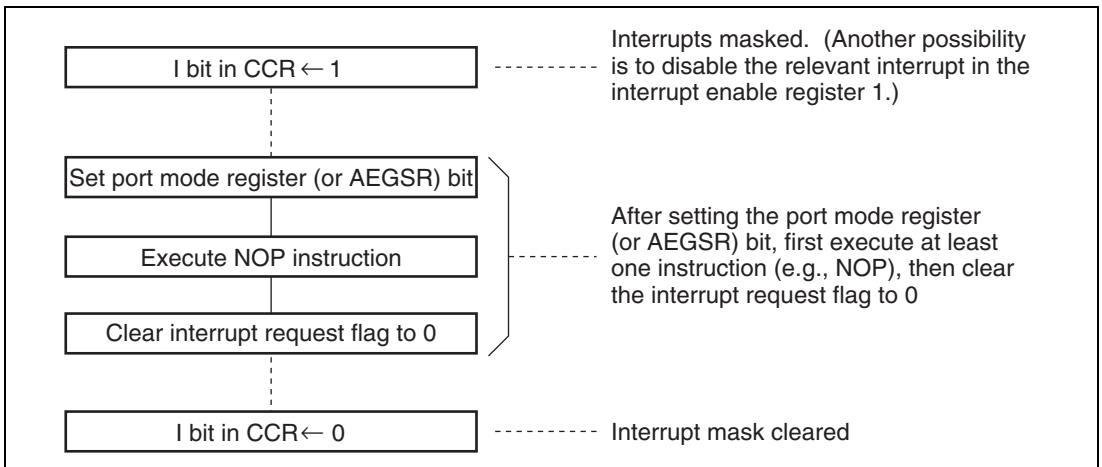 I bit in CCR ← 1
Interrupts masked. (Another possibility
is to disable the relevant interrupt in the
interrupt enable register 1.)
Set port mode register (or AEGSR) bit
Execute NOP instruction
Clear interrupt request flag to 0
After setting the port mode register
(or AEGSR) bit, first execute at least
one instruction (e.g., NOP), then clear
the interrupt request flag to 0
I bit in CCR ← 0
Interrupt mask cleared